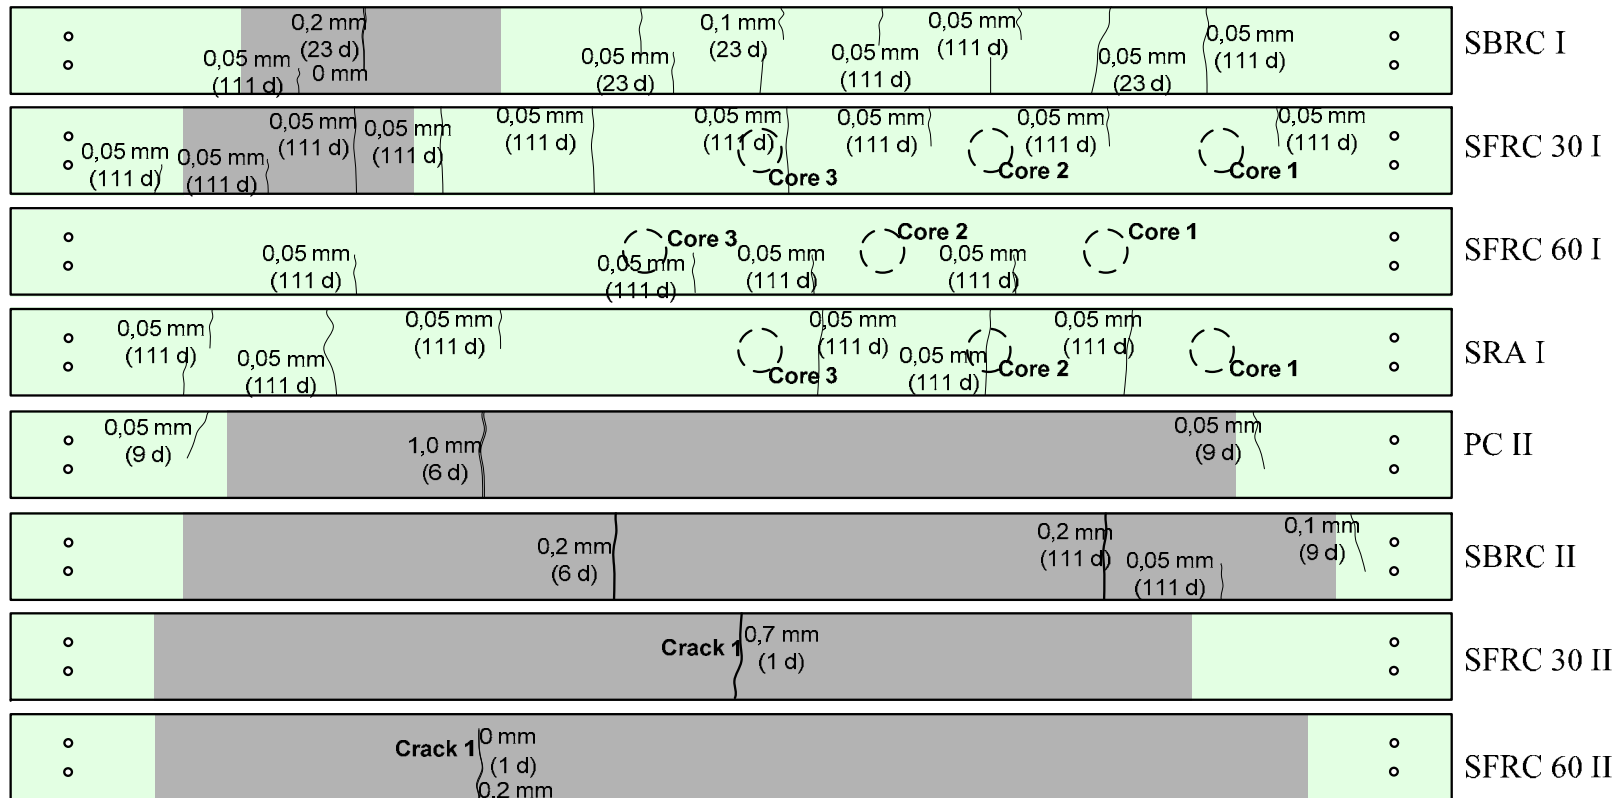 0,2 mm
(23 d)
0,05 mm
(111 d)
0 mm
0,05 mm
(23 d)
0,1 mm
(23 d)
0,05 mm
(111 d)
0,05 mm
(111 d)
0,05 mm
(23 d)
0,05 mm
(111 d)
SBRC I
0,05 mm
(111 d)
0,05 mm
(111 d)
0,05 mm
(111 d)
0,05 mm
(111 d)
0,05 mm
(111 d)
0,05 mm
(111 d)
Core 3
0,05 mm
(111 d)
Core 2
0,05 mm
(111 d)
Core 1
0,05 mm
(111 d)
SFRC 30 I
0,05 mm
(111 d)
Core 3
0,05 mm
(111 d)
0,05 mm
(111 d)
Core 2
0,05 mm
(111 d)
Core 1
SFRC 60 I
0,05 mm
(111 d)
0,05 mm
(111 d)
0,05 mm
(111 d)
Core 3
0,05 mm
(111 d)
0,05 mm
(111 d)
Core 2
0,05 mm
(111 d)
Core 1
SRA I
0,05 mm
(9 d)
1,0 mm
(6 d)
0,05 mm
(9 d)
PC II
0,2 mm
(6 d)
0,2 mm
(111 d)
0,05 mm
(111 d)
0,1 mm
(9 d)
SBRC II
Crack 1
0,7 mm
(1 d)
SFRC 30 II
Crack 1
0 mm
(1 d)
0,2 mm
SFRC 60 II